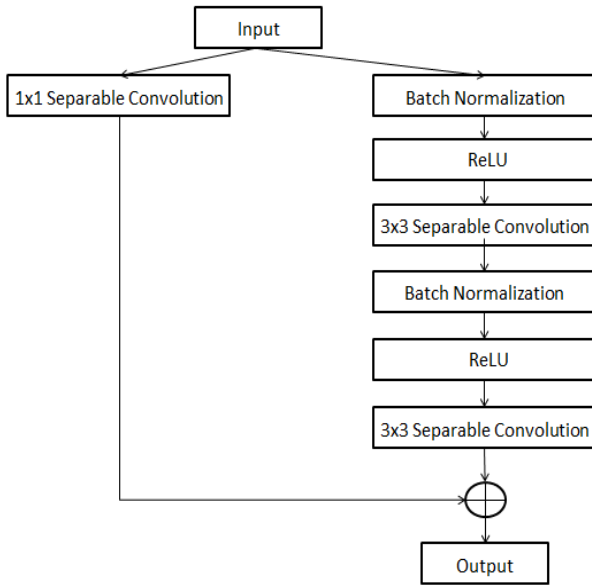 Input
1x1 Separable Convolution
Batch Normalization
ReLU
3x3 Separable Convolution
Batch Normalization
ReLU
3x3 Separable Convolution
Output